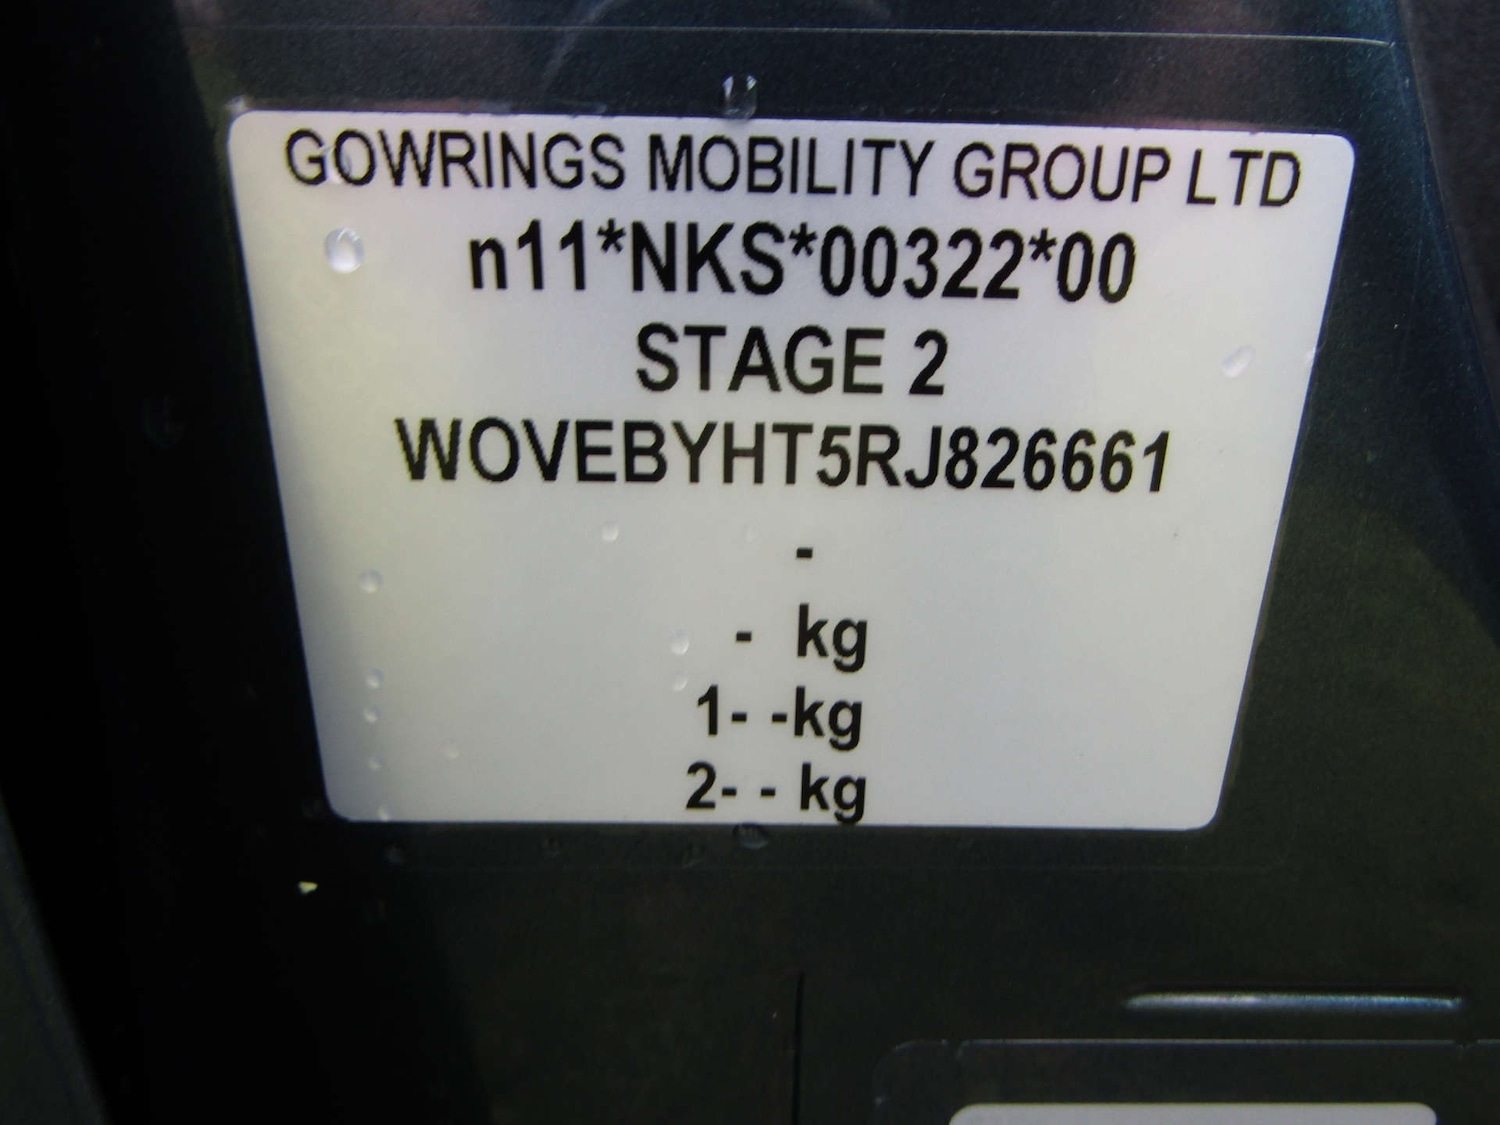 GOWRINGS MOBILITY GROUP LTD
n11*NKS*00322*00
STAGE 2
WOVEBYHT5RJ826661
-
- kg
1- -kg
2- - kg